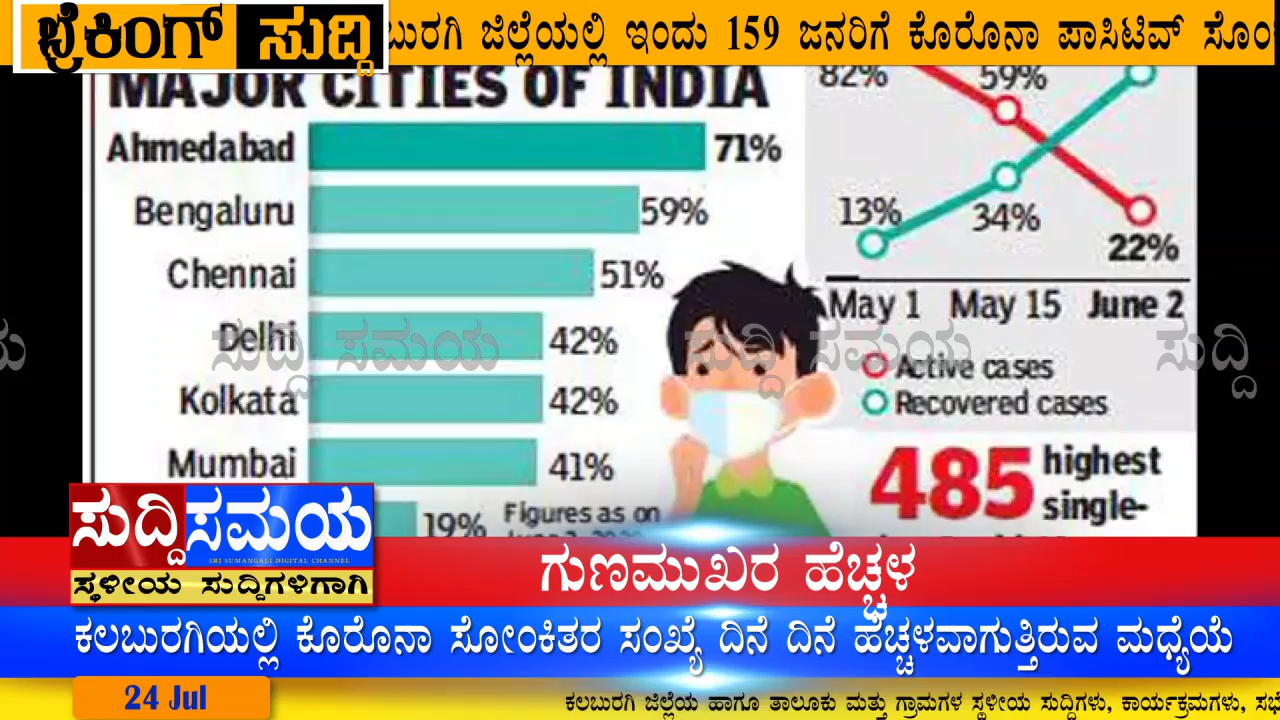 ಬ್ರೇಕಿಂಗ್ ಸುದ್ದಿ
ಬುರಗಿ ಜಿಲ್ಲೆಯಲ್ಲಿ ಇಂದು 159 ಜನರಿಗೆ ಕೊರೊನಾ ಪಾಸಿಟಿವ್ ಸೊಂ
MAJOR CITIES OF INDIA
Ahmedabad 71%
Bengaluru 59%
Chennai 51%
Delhi 42%
Kolkata 42%
Mumbai 41%
19%
Figures as on
82% 59%
13% 34% 22%
May 1 May 15 June 2
Active cases
Recovered cases
485 highest
single-
ಸುದ್ದಿ ಸಮಯ ಸುದ್ದಿ ಸಮಯ ಸುದ್ದಿ
ಸುದ್ದಿ ಸಮಯ
SRI SUMANGALI DIGITAL CHANNEL
ಸ್ಥಳೀಯ ಸುದ್ದಿಗಳಿಗಾಗಿ
ಗುಣಮುಖರ ಹೆಚ್ಚಳ
ಕಲಬುರಗಿಯಲ್ಲಿ ಕೊರೊನಾ ಸೋಂಕಿತರ ಸಂಖ್ಯೆ ದಿನೆ ದಿನೆ ಹೆಚ್ಚಳವಾಗುತ್ತಿರುವ ಮಧ್ಯೆಯೆ
24 Jul
ಕಲಬುರಗಿ ಜಿಲ್ಲೆಯ ಹಾಗೂ ತಾಲೂಕು ಮತ್ತು ಗ್ರಾಮಗಳ ಸ್ಥಳೀಯ ಸುದ್ದಿಗಳು, ಕಾರ್ಯಕ್ರಮಗಳು, ಸಭೆ